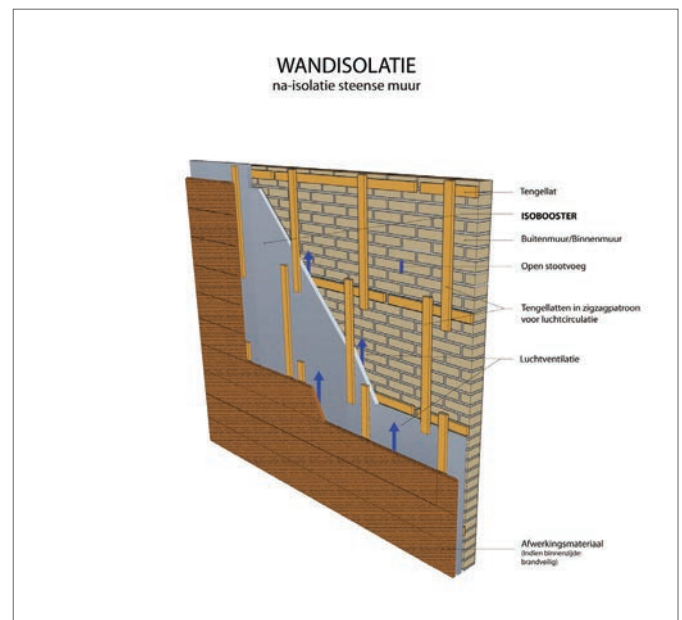 WANDISOLATIE
na-isolatie steense muur
Tengellat
ISOBOOSTER
Buitenmuur/Binnenmuur
Open stootvoeg
Tengellatten in zigzagpatroon
voor luchtcirculatie
Luchtventilatie
Afwerkingsmateriaal
(Indien binnenzijde:
brandveilig)